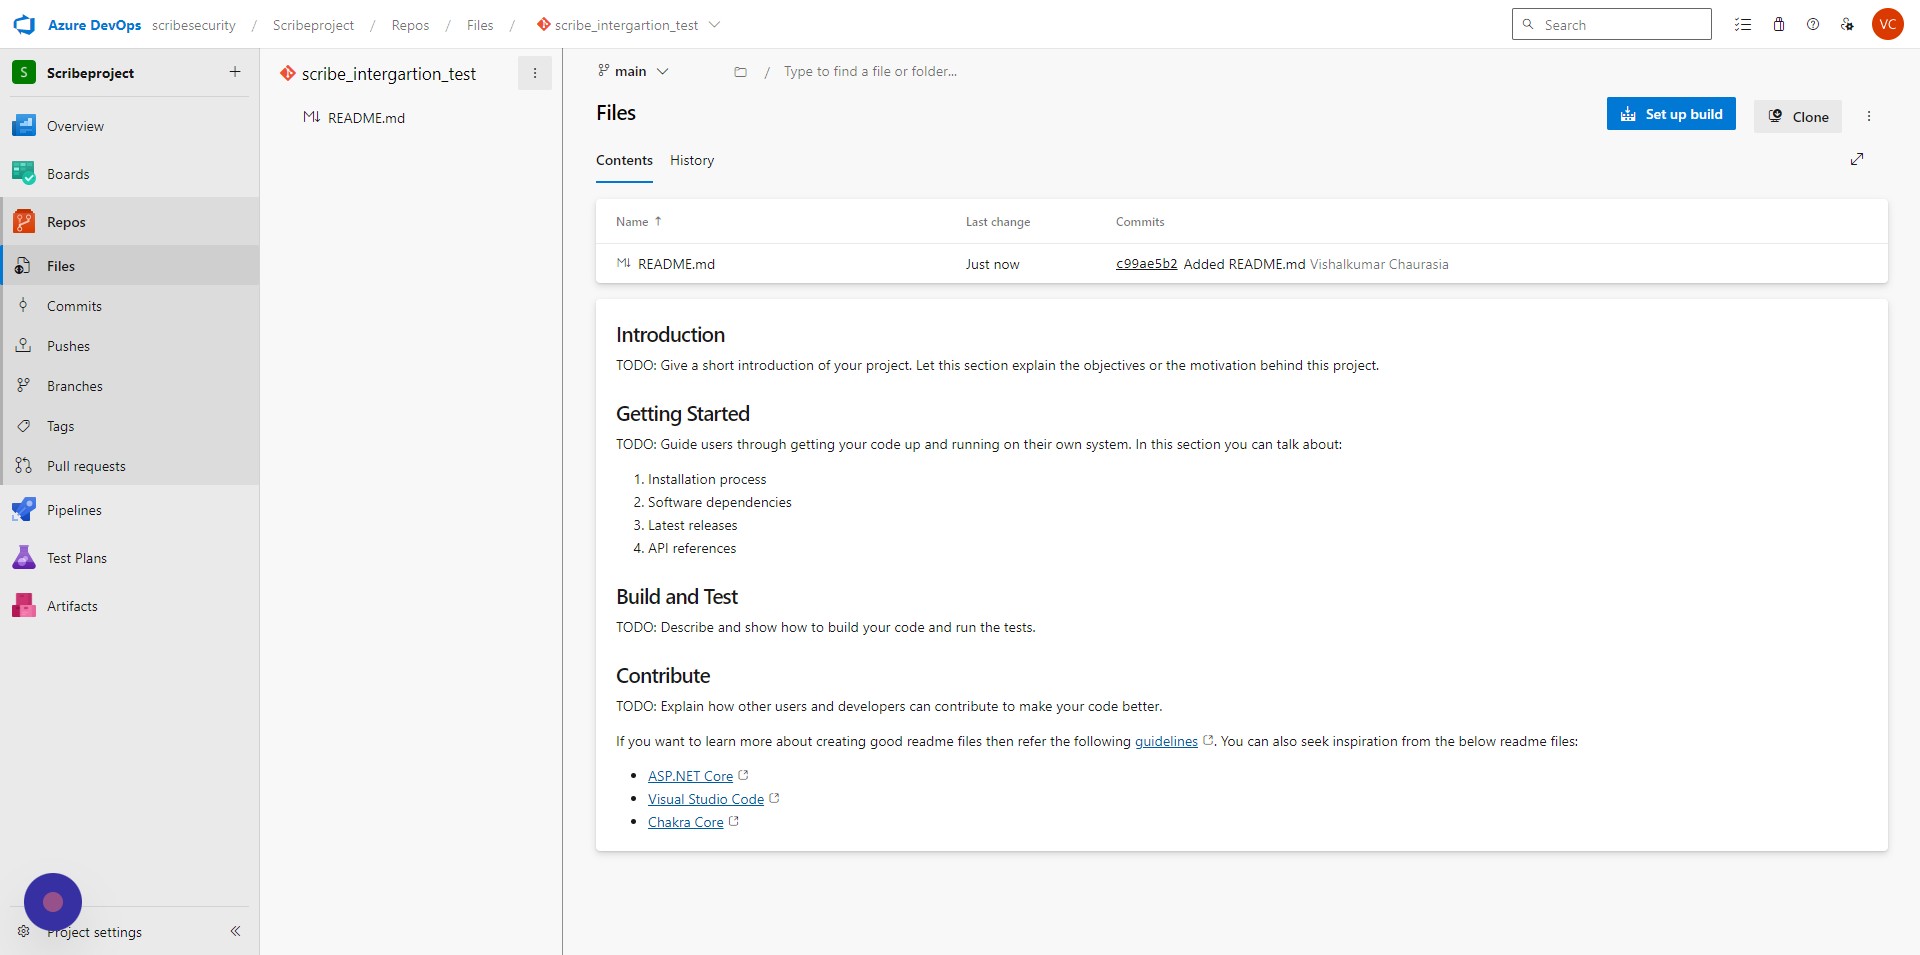 Azure DevOps scribesecurity / Scribeproject / Repos / Files / scribe_intergartion_test
Search
VC
S Scribeproject +
Overview
Boards
Repos
Files
Commits
Pushes
Branches
Tags
Pull requests
Pipelines
Test Plans
Artifacts
Project settings
scribe_intergartion_test
M↓ README.md
main
/ Type to find a file or folder...
Files
Set up build
Clone
Contents History
Name ↑ Last change Commits
M↓ README.md Just now c99ae5b2 Added README.md Vishalkumar Chaurasia
Introduction
TODO: Give a short introduction of your project. Let this section explain the objectives or the motivation behind this project.
Getting Started
TODO: Guide users through getting your code up and running on their own system. In this section you can talk about:
1. Installation process
2. Software dependencies
3. Latest releases
4. API references
Build and Test
TODO: Describe and show how to build your code and run the tests.
Contribute
TODO: Explain how other users and developers can contribute to make your code better.
If you want to learn more about creating good readme files then refer the following guidelines. You can also seek inspiration from the below readme files:
• ASP.NET Core
• Visual Studio Code
• Chakra Core